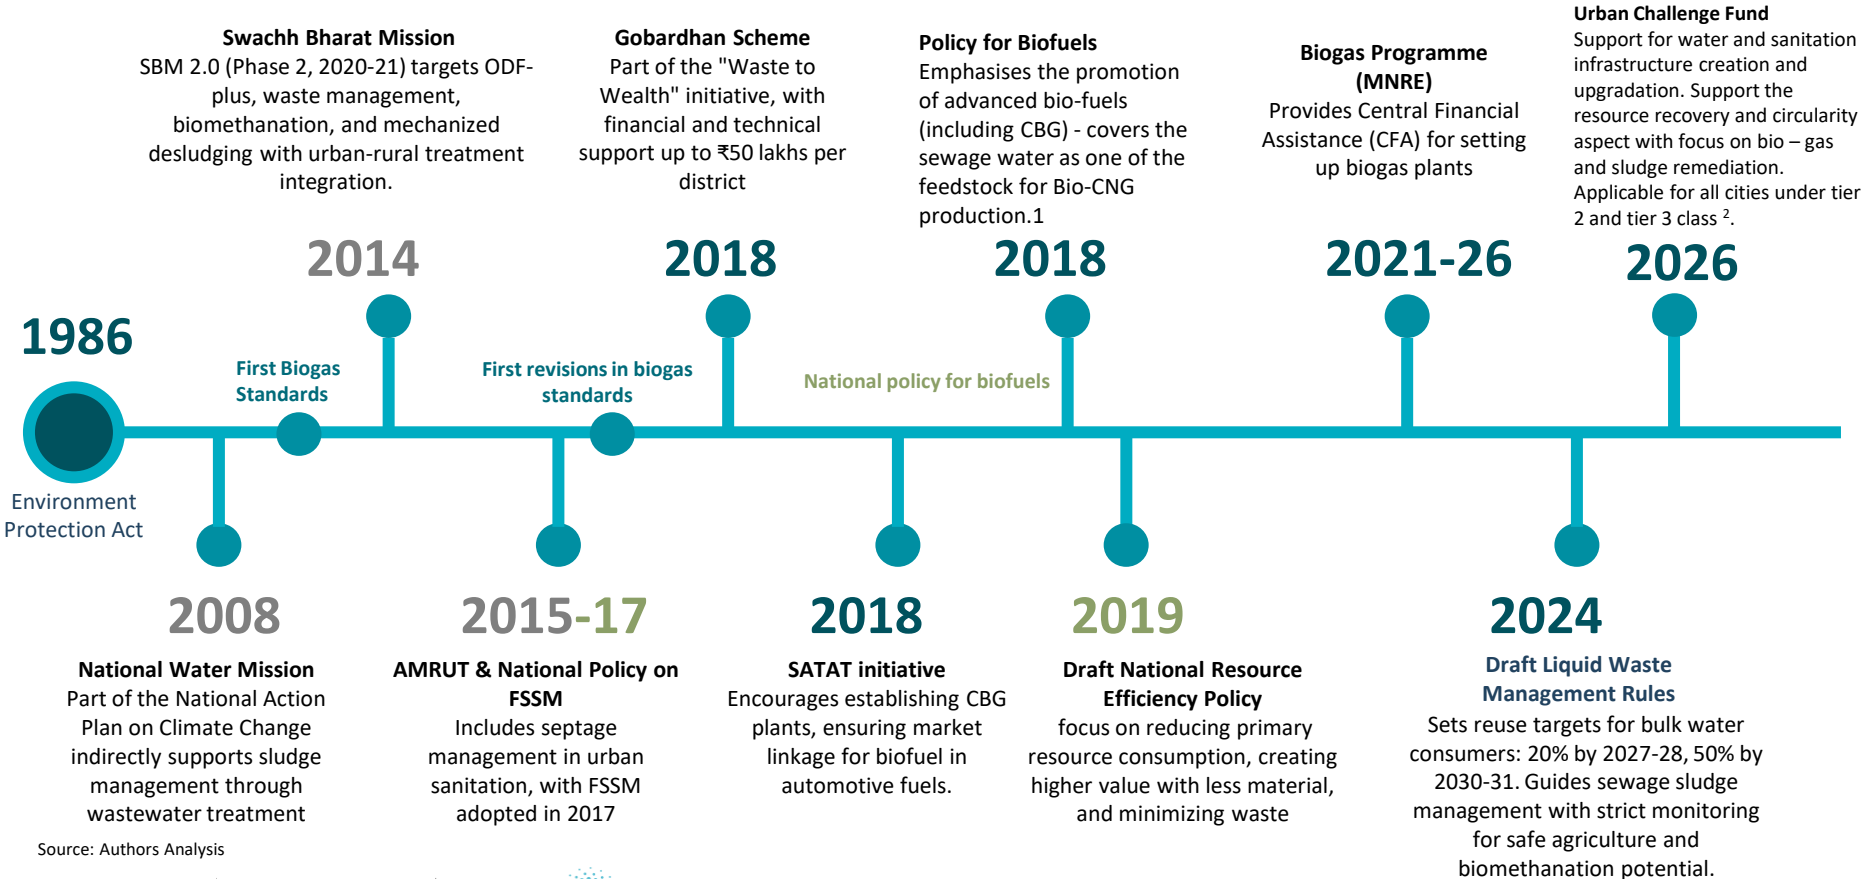 Swachh Bharat Mission
SBM 2.0 (Phase 2, 2020-21) targets ODF-
plus, waste management,
biomethanation, and mechanized
desludging with urban-rural treatment
integration.
2014
Gobardhan Scheme
Part of the "Waste to
Wealth" initiative, with
financial and technical
support up to ₹50 lakhs per
district
2018
Policy for Biofuels
Emphasises the promotion
of advanced bio-fuels
(including CBG) - covers the
sewage water as one of the
feedstock for Bio-CNG
production.1
2018
Biogas Programme
(MNRE)
Provides Central Financial
Assistance (CFA) for setting
up biogas plants
2021-26
Urban Challenge Fund
Support for water and sanitation
infrastructure creation and
upgradation. Support the
resource recovery and circularity
aspect with focus on bio – gas
and sludge remediation.
Applicable for all cities under tier
2 and tier 3 class 2.
2026
1986
Environment
Protection Act
First Biogas
Standards
First revisions in biogas
standards
National policy for biofuels
2008
National Water Mission
Part of the National Action
Plan on Climate Change
indirectly supports sludge
management through
wastewater treatment
2015-17
AMRUT & National Policy on
FSSM
Includes septage
management in urban
sanitation, with FSSM
adopted in 2017
2018
SATAT initiative
Encourages establishing CBG
plants, ensuring market
linkage for biofuel in
automotive fuels.
2019
Draft National Resource
Efficiency Policy
focus on reducing primary
resource consumption, creating
higher value with less material,
and minimizing waste
2024
Draft Liquid Waste
Management Rules
Sets reuse targets for bulk water
consumers: 20% by 2027-28, 50% by
2030-31. Guides sewage sludge
management with strict monitoring
for safe agriculture and
biomethanation potential.
Source: Authors Analysis